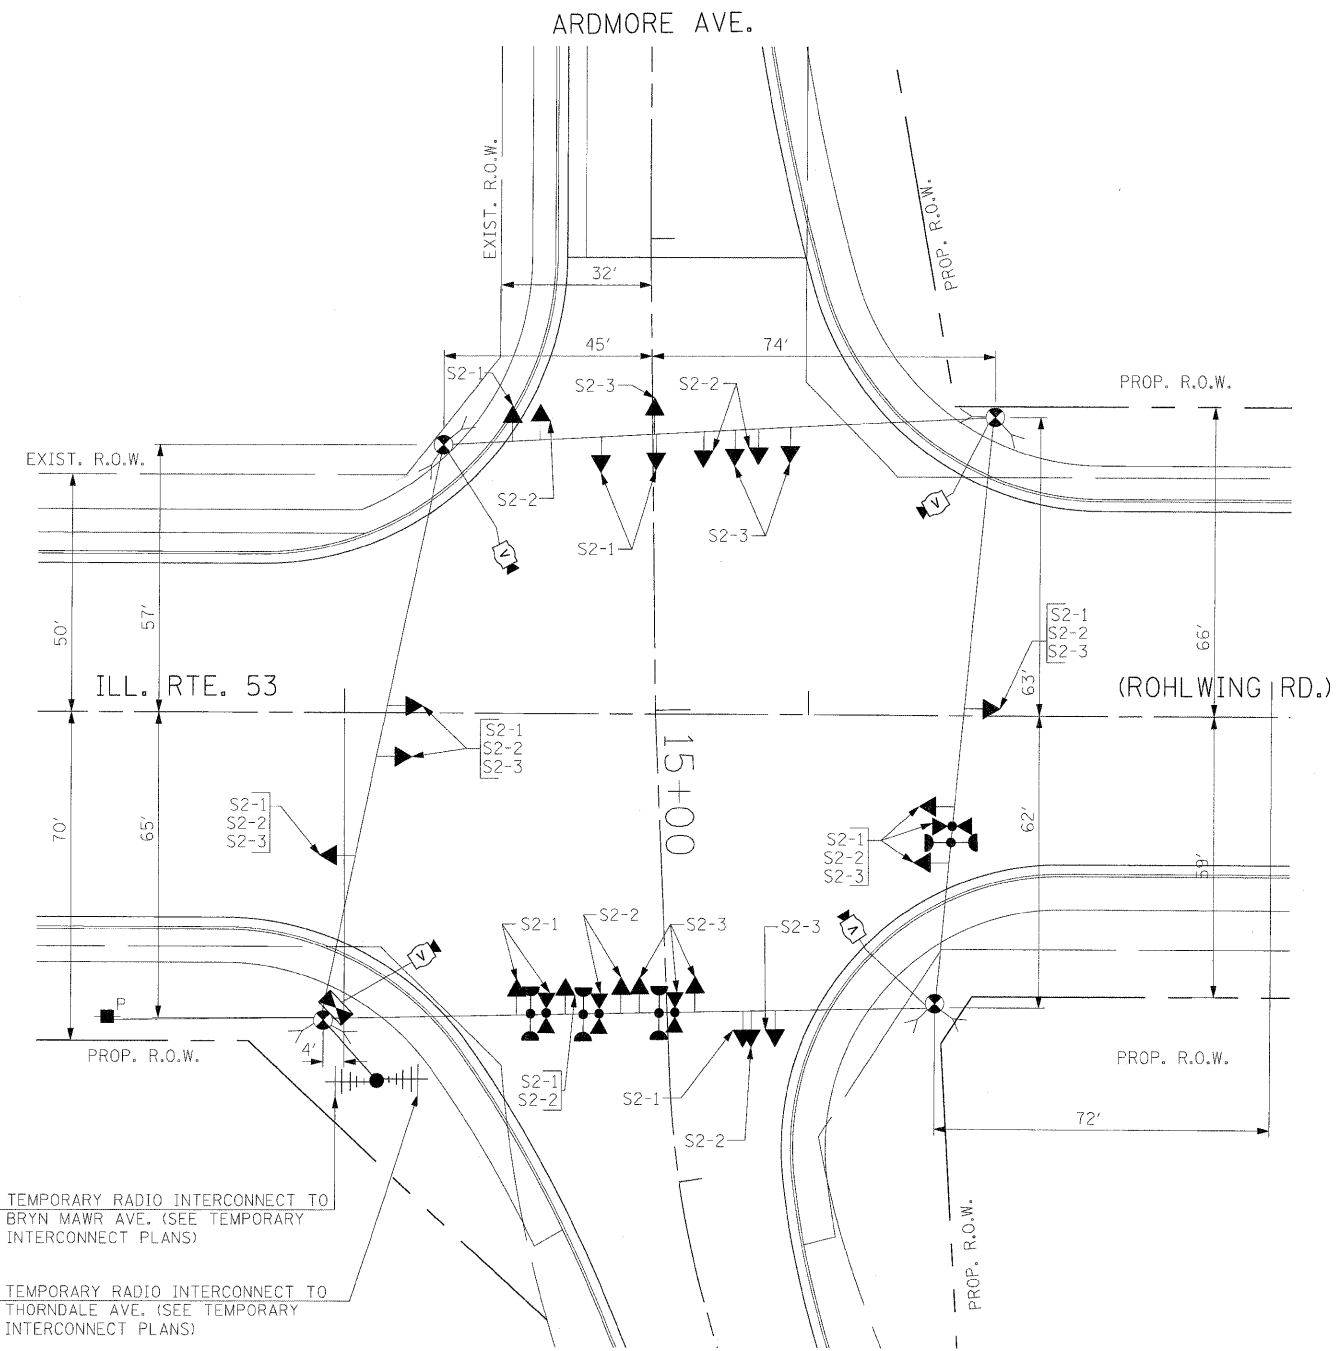 ARDMORE AVE.
EXIST. R.O.W.
PROP. R.O.W.
32'
45'
74'
S2-1
S2-3
S2-2
PROP. R.O.W.
EXIST. R.O.W.
S2-2
S2-1
S2-3
V
V
50'
57'
S2-1
S2-2
S2-3
63'
66'
ILL. RTE. 53
(ROHLWING RD.)
15+00
S2-1
S2-2
S2-3
S2-1
S2-2
S2-3
70'
65'
S2-1
S2-2
S2-3
62'
59'
S2-1
S2-2
S2-3
S2-3
V
V
P
4'
PROP. R.O.W.
PROP. R.O.W.
S2-1
S2-2
S2-1
S2-2
72'
TEMPORARY RADIO INTERCONNECT TO
BRYN MAWR AVE. (SEE TEMPORARY
INTERCONNECT PLANS)
PROP. R.O.W.
TEMPORARY RADIO INTERCONNECT TO
THORNDALE AVE. (SEE TEMPORARY
INTERCONNECT PLANS)